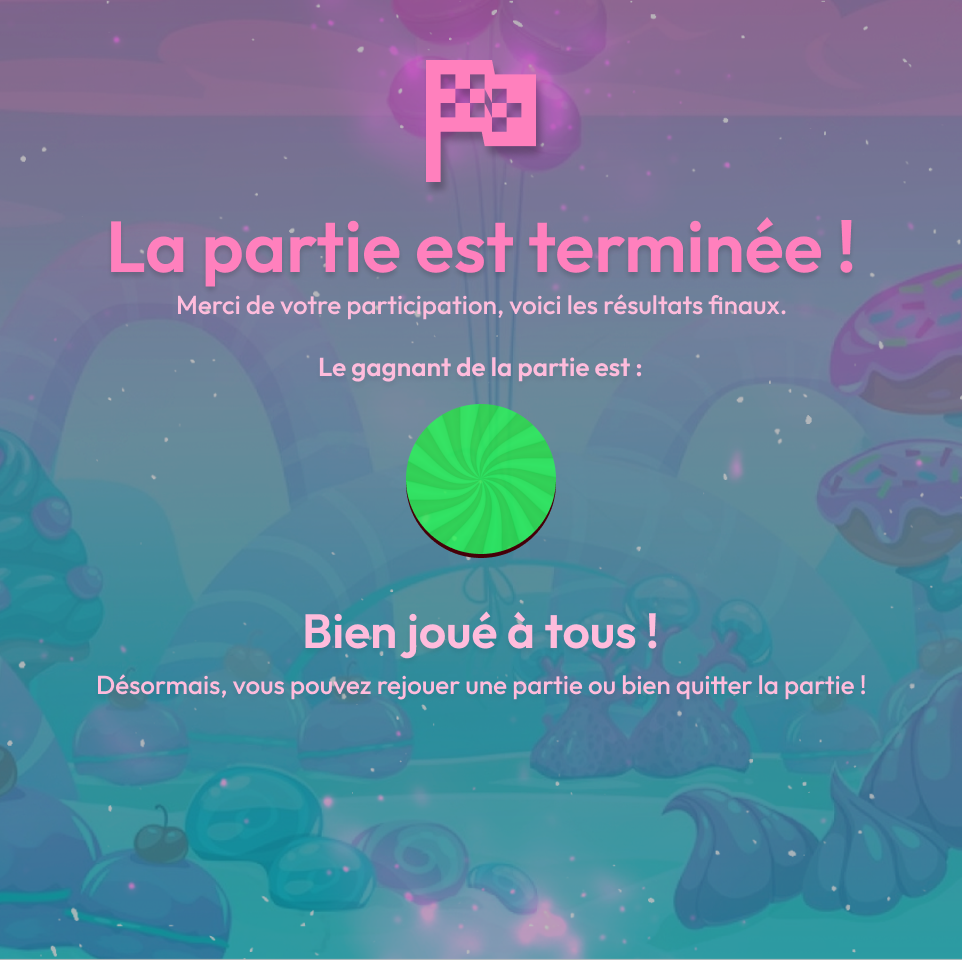 La partie est terminée !
Merci de votre participation, voici les résultats finaux.
Le gagnant de la partie est :
Bien joué à tous !
Désormais, vous pouvez rejouer une partie ou bien quitter la partie !